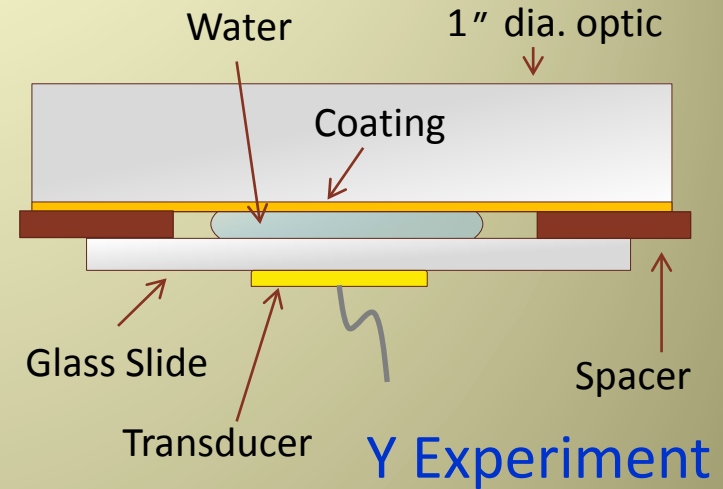 Water
1″ dia. optic
Coating
Glass Slide
Spacer
Transducer
Y Experiment